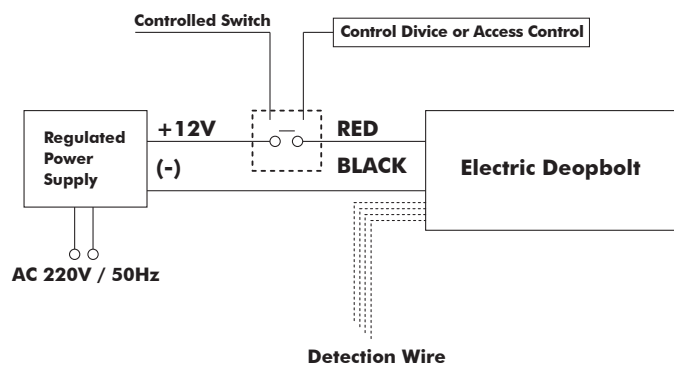 Controlled Switch
Control Divice or Access Control
+12V
RED
Regulated
Power
Supply
(-)
BLACK
Electric Deopbolt
AC 220V / 50Hz
Detection Wire